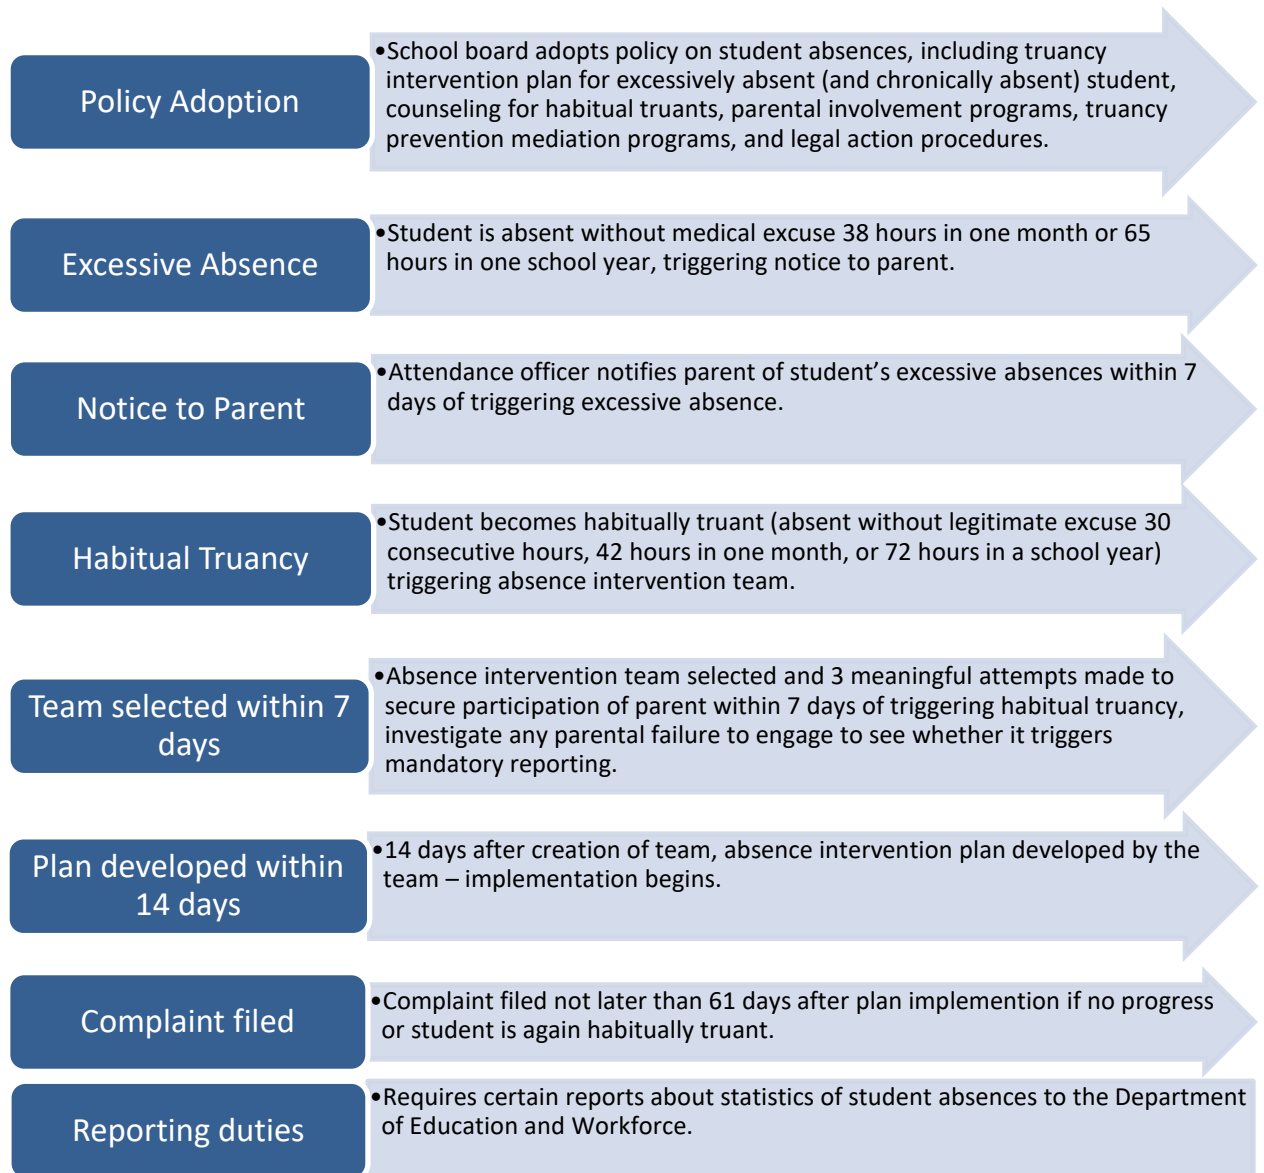 Policy Adoption
•School board adopts policy on student absences, including truancy
intervention plan for excessively absent (and chronically absent) student,
counseling for habitual truants, parental involvement programs, truancy
prevention mediation programs, and legal action procedures.
Excessive Absence
•Student is absent without medical excuse 38 hours in one month or 65
hours in one school year, triggering notice to parent.
Notice to Parent
•Attendance officer notifies parent of student’s excessive absences within 7
days of triggering excessive absence.
Habitual Truancy
•Student becomes habitually truant (absent without legitimate excuse 30
consecutive hours, 42 hours in one month, or 72 hours in a school year)
triggering absence intervention team.
Team selected within 7
days
•Absence intervention team selected and 3 meaningful attempts made to
secure participation of parent within 7 days of triggering habitual truancy,
investigate any parental failure to engage to see whether it triggers
mandatory reporting.
Plan developed within
14 days
•14 days after creation of team, absence intervention plan developed by the
team – implementation begins.
Complaint filed
•Complaint filed not later than 61 days after plan implemention if no progress
or student is again habitually truant.
Reporting duties
•Requires certain reports about statistics of student absences to the Department
of Education and Workforce.